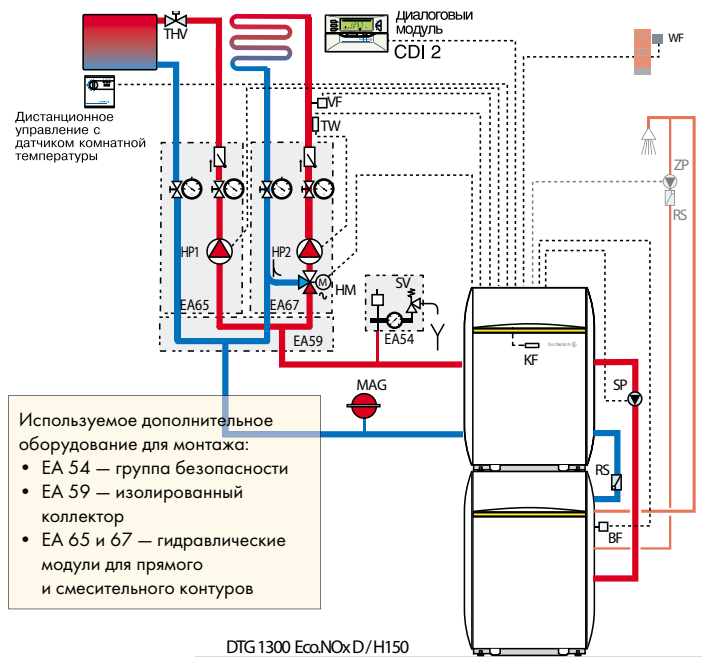 Диалоговый
модуль
CDI 2
THV
WF
Дистанционное
управление с
датчиком комнатной
температуры
VF
TW
ZP
RS
HP1
HP2
M
HM
EA65
EA67
EA59
SV
EA54
KF
De Dietrich
MAG
SP
RS
BF
Используемое дополнительное
оборудование для монтажа:
• EA 54 — группа безопасности
• EA 59 — изолированный
коллектор
• EA 65 и 67 — гидравлические
модули для прямого
и смесительного контуров
DTG 1300 Eco.NOx D / H150